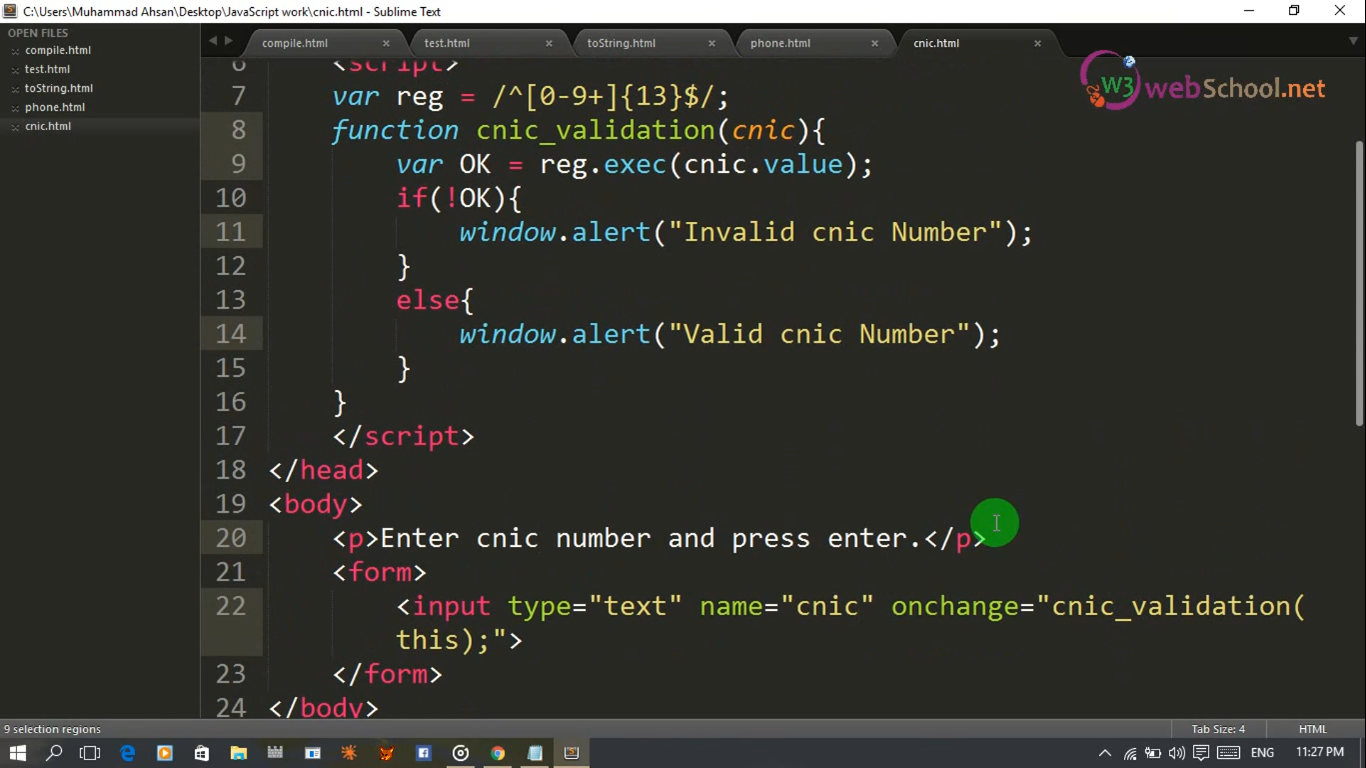 C:\Users\Muhammad Ahsan\Desktop\JavaScript work\cnic.html - Sublime Text
OPEN FILES
compile.html
test.html
toString.html
phone.html
cnic.html
compile.html
test.html
toString.html
phone.html
cnic.html
W3 webSchool.net
6 <script>
7 var reg = /^[0-9+]{13}$/;
8 function cnic_validation(cnic){
9 var OK = reg.exec(cnic.value);
10 if(!OK){
11 window.alert("Invalid cnic Number");
12 }
13 else{
14 window.alert("Valid cnic Number");
15 }
16 }
17 </script>
18 </head>
19 <body>
20 <p>Enter cnic number and press enter.</p>
21 <form>
22 <input type="text" name="cnic" onchange="cnic_validation(
this);">
23 </form>
24 </body>
9 selection regions
Tab Size: 4
HTML
ENG
11:27 PM